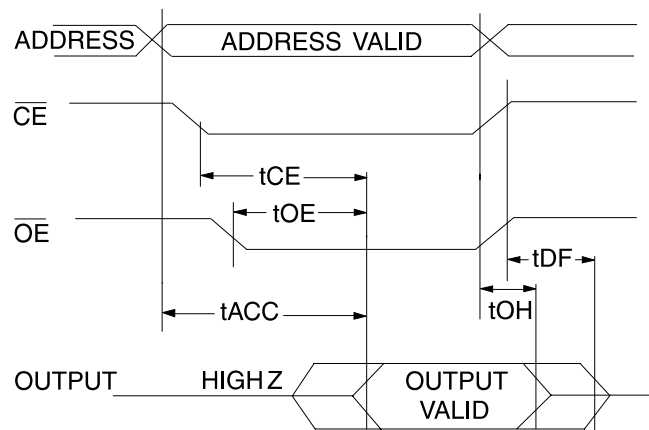 ADDRESS
ADDRESS VALID
CE
tCE
tOE
OE
tDF
tACC
tOH
OUTPUT
HIGH Z
OUTPUT
VALID